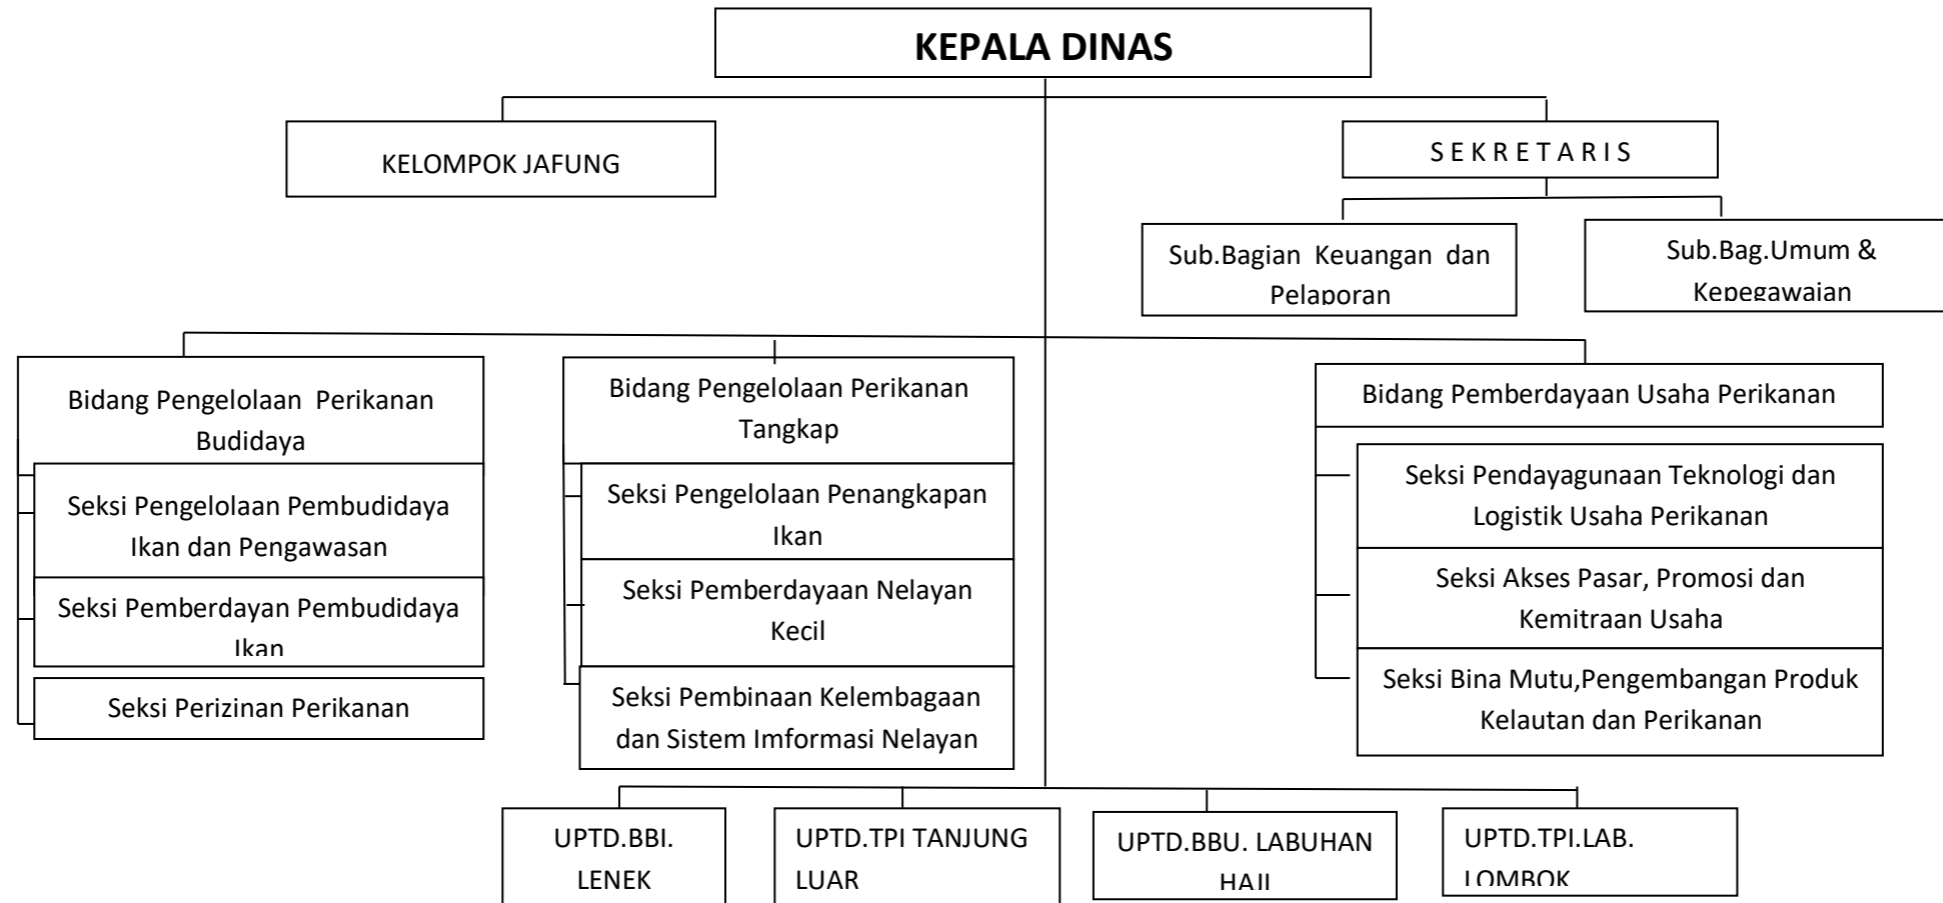 KEPALA DINAS
KELOMPOK JAFUNG
S E K R E T A R I S
Sub.Bagian Keuangan dan
Pelaporan
Sub.Bag.Umum &
Kepegawaian
Bidang Pengelolaan Perikanan
Budidaya
Seksi Pengelolaan Pembudidaya
Ikan dan Pengawasan
Seksi Pemberdayan Pembudidaya
Ikan
Seksi Perizinan Perikanan
Bidang Pengelolaan Perikanan
Tangkap
Seksi Pengelolaan Penangkapan
Ikan
Seksi Pemberdayaan Nelayan
Kecil
Seksi Pembinaan Kelembagaan
dan Sistem Imformasi Nelayan
Bidang Pemberdayaan Usaha Perikanan
Seksi Pendayagunaan Teknologi dan
Logistik Usaha Perikanan
Seksi Akses Pasar, Promosi dan
Kemitraan Usaha
Seksi Bina Mutu,Pengembangan Produk
Kelautan dan Perikanan
UPTD.BBI.
LENEK
UPTD.TPI TANJUNG
LUAR
UPTD.BBU. LABUHAN
HAJI
UPTD.TPI.LAB.
LOMBOK